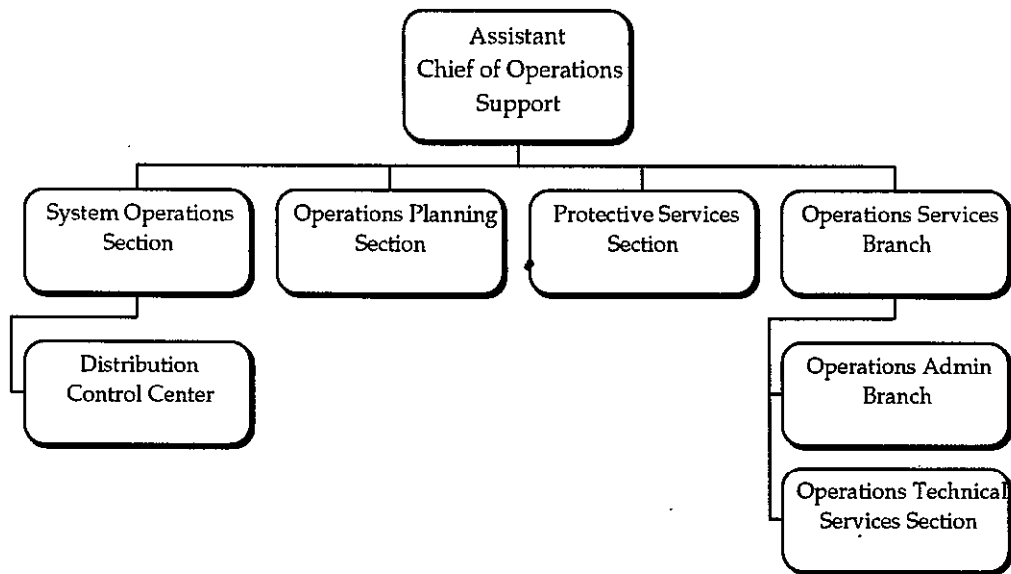 Assistant
Chief of Operations
Support
System Operations
Section
Operations Planning
Section
Protective Services
Section
Operations Services
Branch
Distribution
Control Center
Operations Admin
Branch
Operations Technical
Services Section